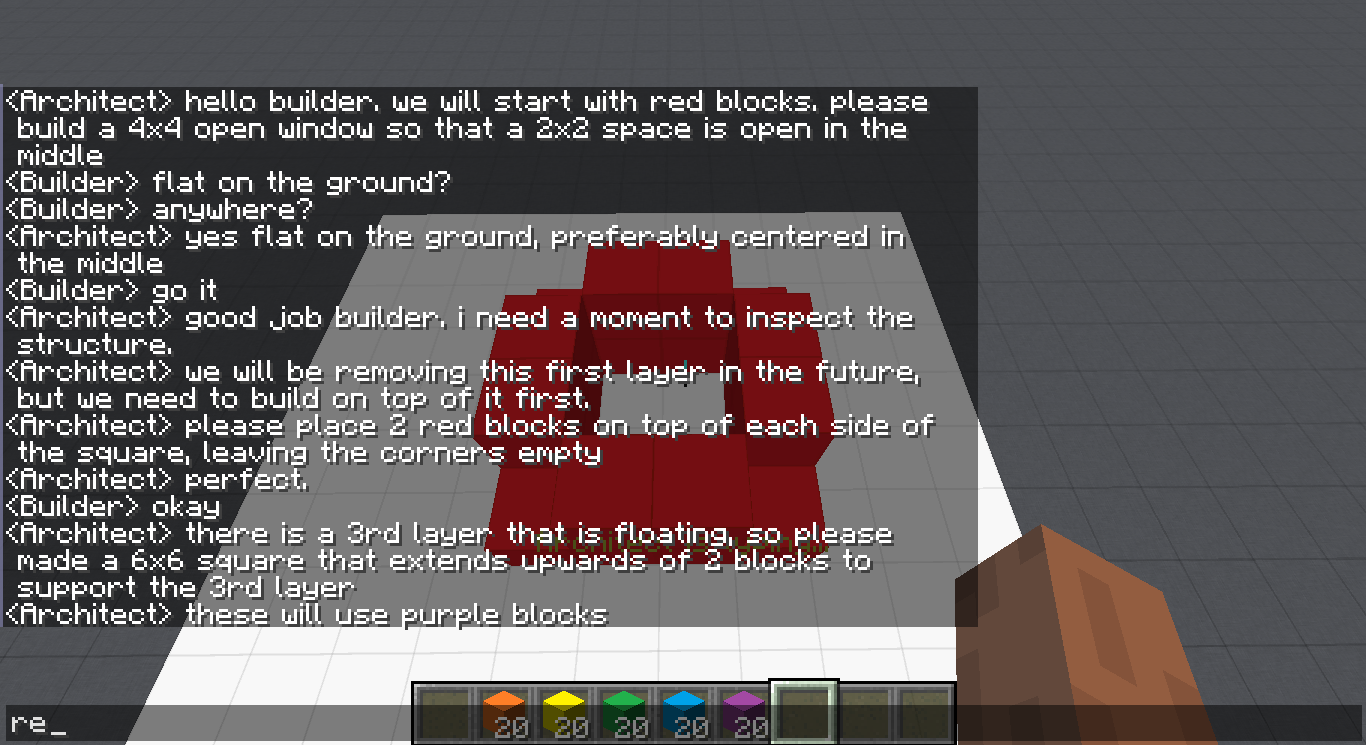 <Architect> hello builder. we will start with red blocks. please
build a 4x4 open window so that a 2x2 space is open in the
middle
<Builder> flat on the ground?
<Builder> anywhere?
<Architect> yes flat on the ground, preferably centered in
the middle
<Builder> go it
<Architect> good job builder. i need a moment to inspect the
structure.
<Architect> we will be removing this first layer in the future,
but we need to build on top of it first.
<Architect> please place 2 red blocks on top of each side of
the square, leaving the corners empty
<Architect> perfect.
<Builder> okay
<Architect> there is a 3rd layer that is floating, so please
made a 6x6 square that extends upwards of 2 blocks to
support the 3rd layer
<Architect> these will use purple blocks
20 20 20 20 20
re_